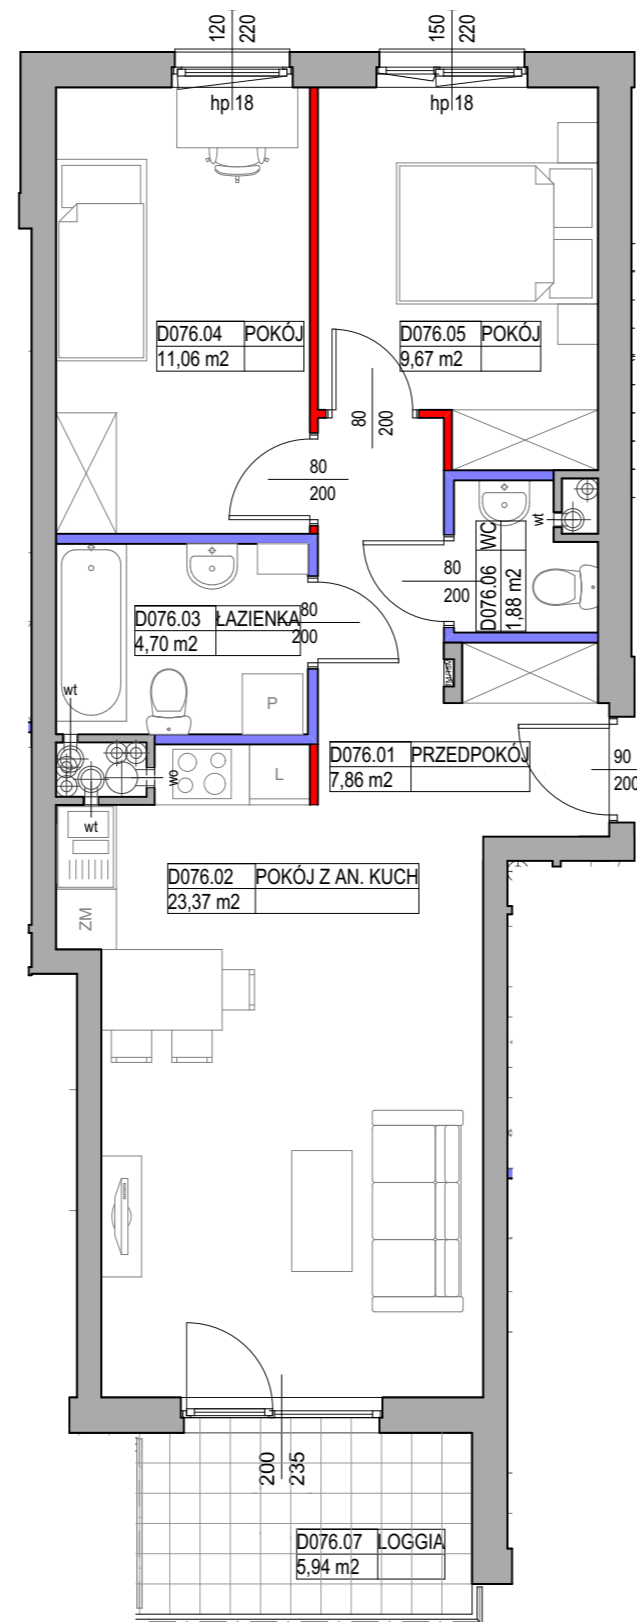 120
220
150
220
hp 18
hp 18
D076.04 POKÓJ
11,06 m2
D076.05 POKÓJ
9,67 m2
80
200
80
200
wt
D076.06 WC
1,88 m2
80
200
D076.03 ŁAZIENKA
4,70 m2
80
200
wt
P
D076.01 PRZEDPOKÓJ
7,86 m2
90
200
wo
L
wt
D076.02 POKÓJ Z AN. KUCH
23,37 m2
ZM
200
235
D076.07 LOGGIA
5,94 m2